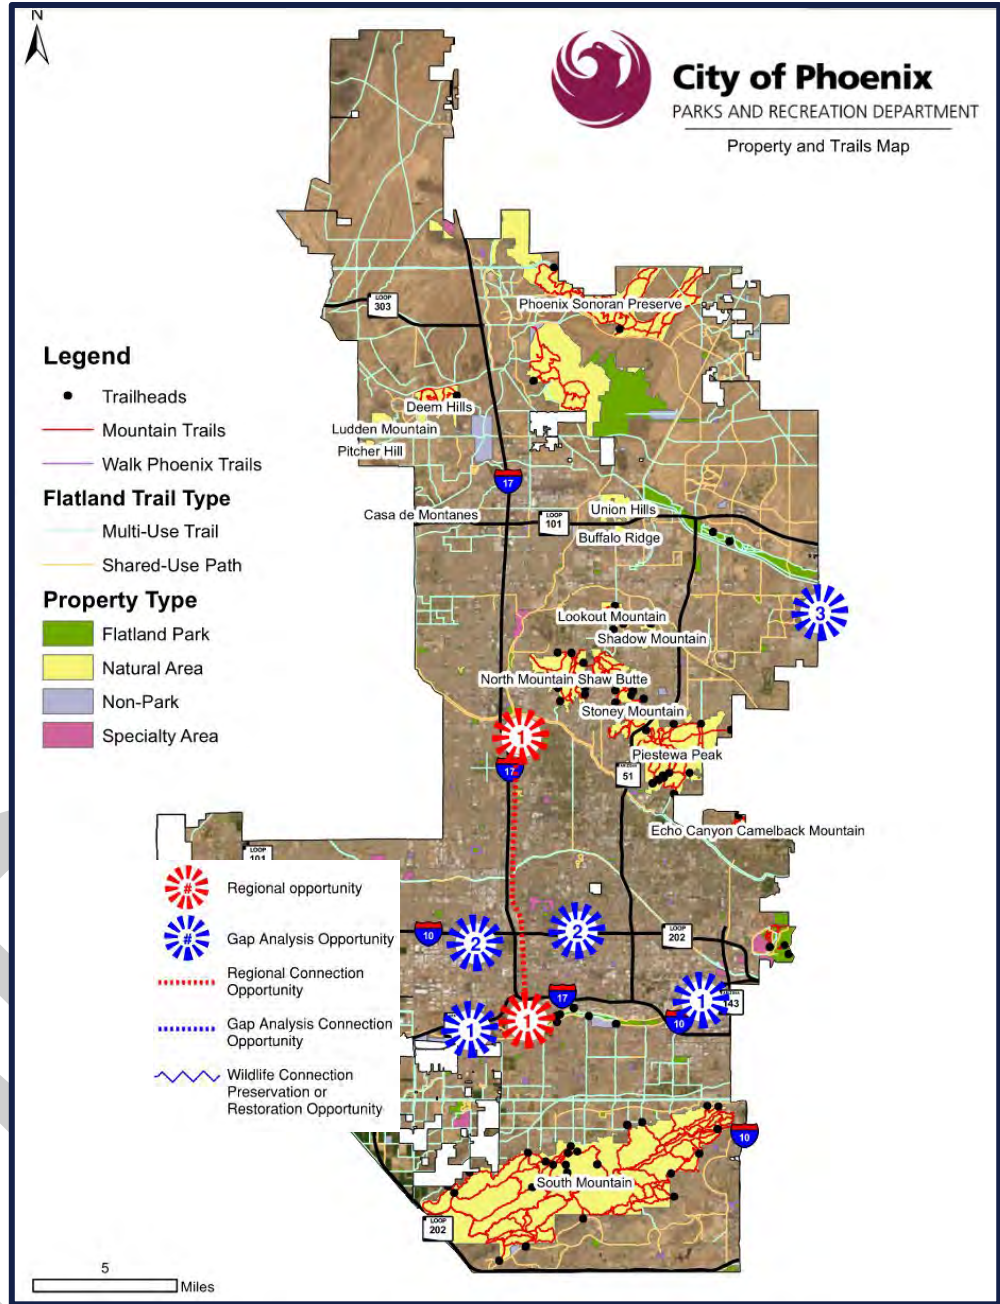 N
City of Phoenix
PARKS AND RECREATION DEPARTMENT
Property and Trails Map
LOOP
303
Phoenix Sonoran Preserve
Legend
Trailheads
Mountain Trails
Walk Phoenix Trails
Flatland Trail Type
Multi-Use Trail
Shared-Use Path
Property Type
Flatland Park
Natural Area
Non-Park
Specialty Area
Deem Hills
Ludden Mountain
Pitcher Hill
17
Casa de Montanes
LOOP
101
Union Hills
Buffalo Ridge
3
Lookout Mountain
Shadow Mountain
North Mountain Shaw Butte
Stoney Mountain
1
Piestewa Peak
17
51
Echo Canyon Camelback Mountain
LOOP
101
#
Regional opportunity
#
Gap Analysis Opportunity
Regional Connection
Opportunity
Gap Analysis Connection
Opportunity
Wildlife Connection
Preservation or
Restoration Opportunity
10
2
2
LOOP
202
17
1
43
1
1
10
10
South Mountain
LOOP
202
5
Miles